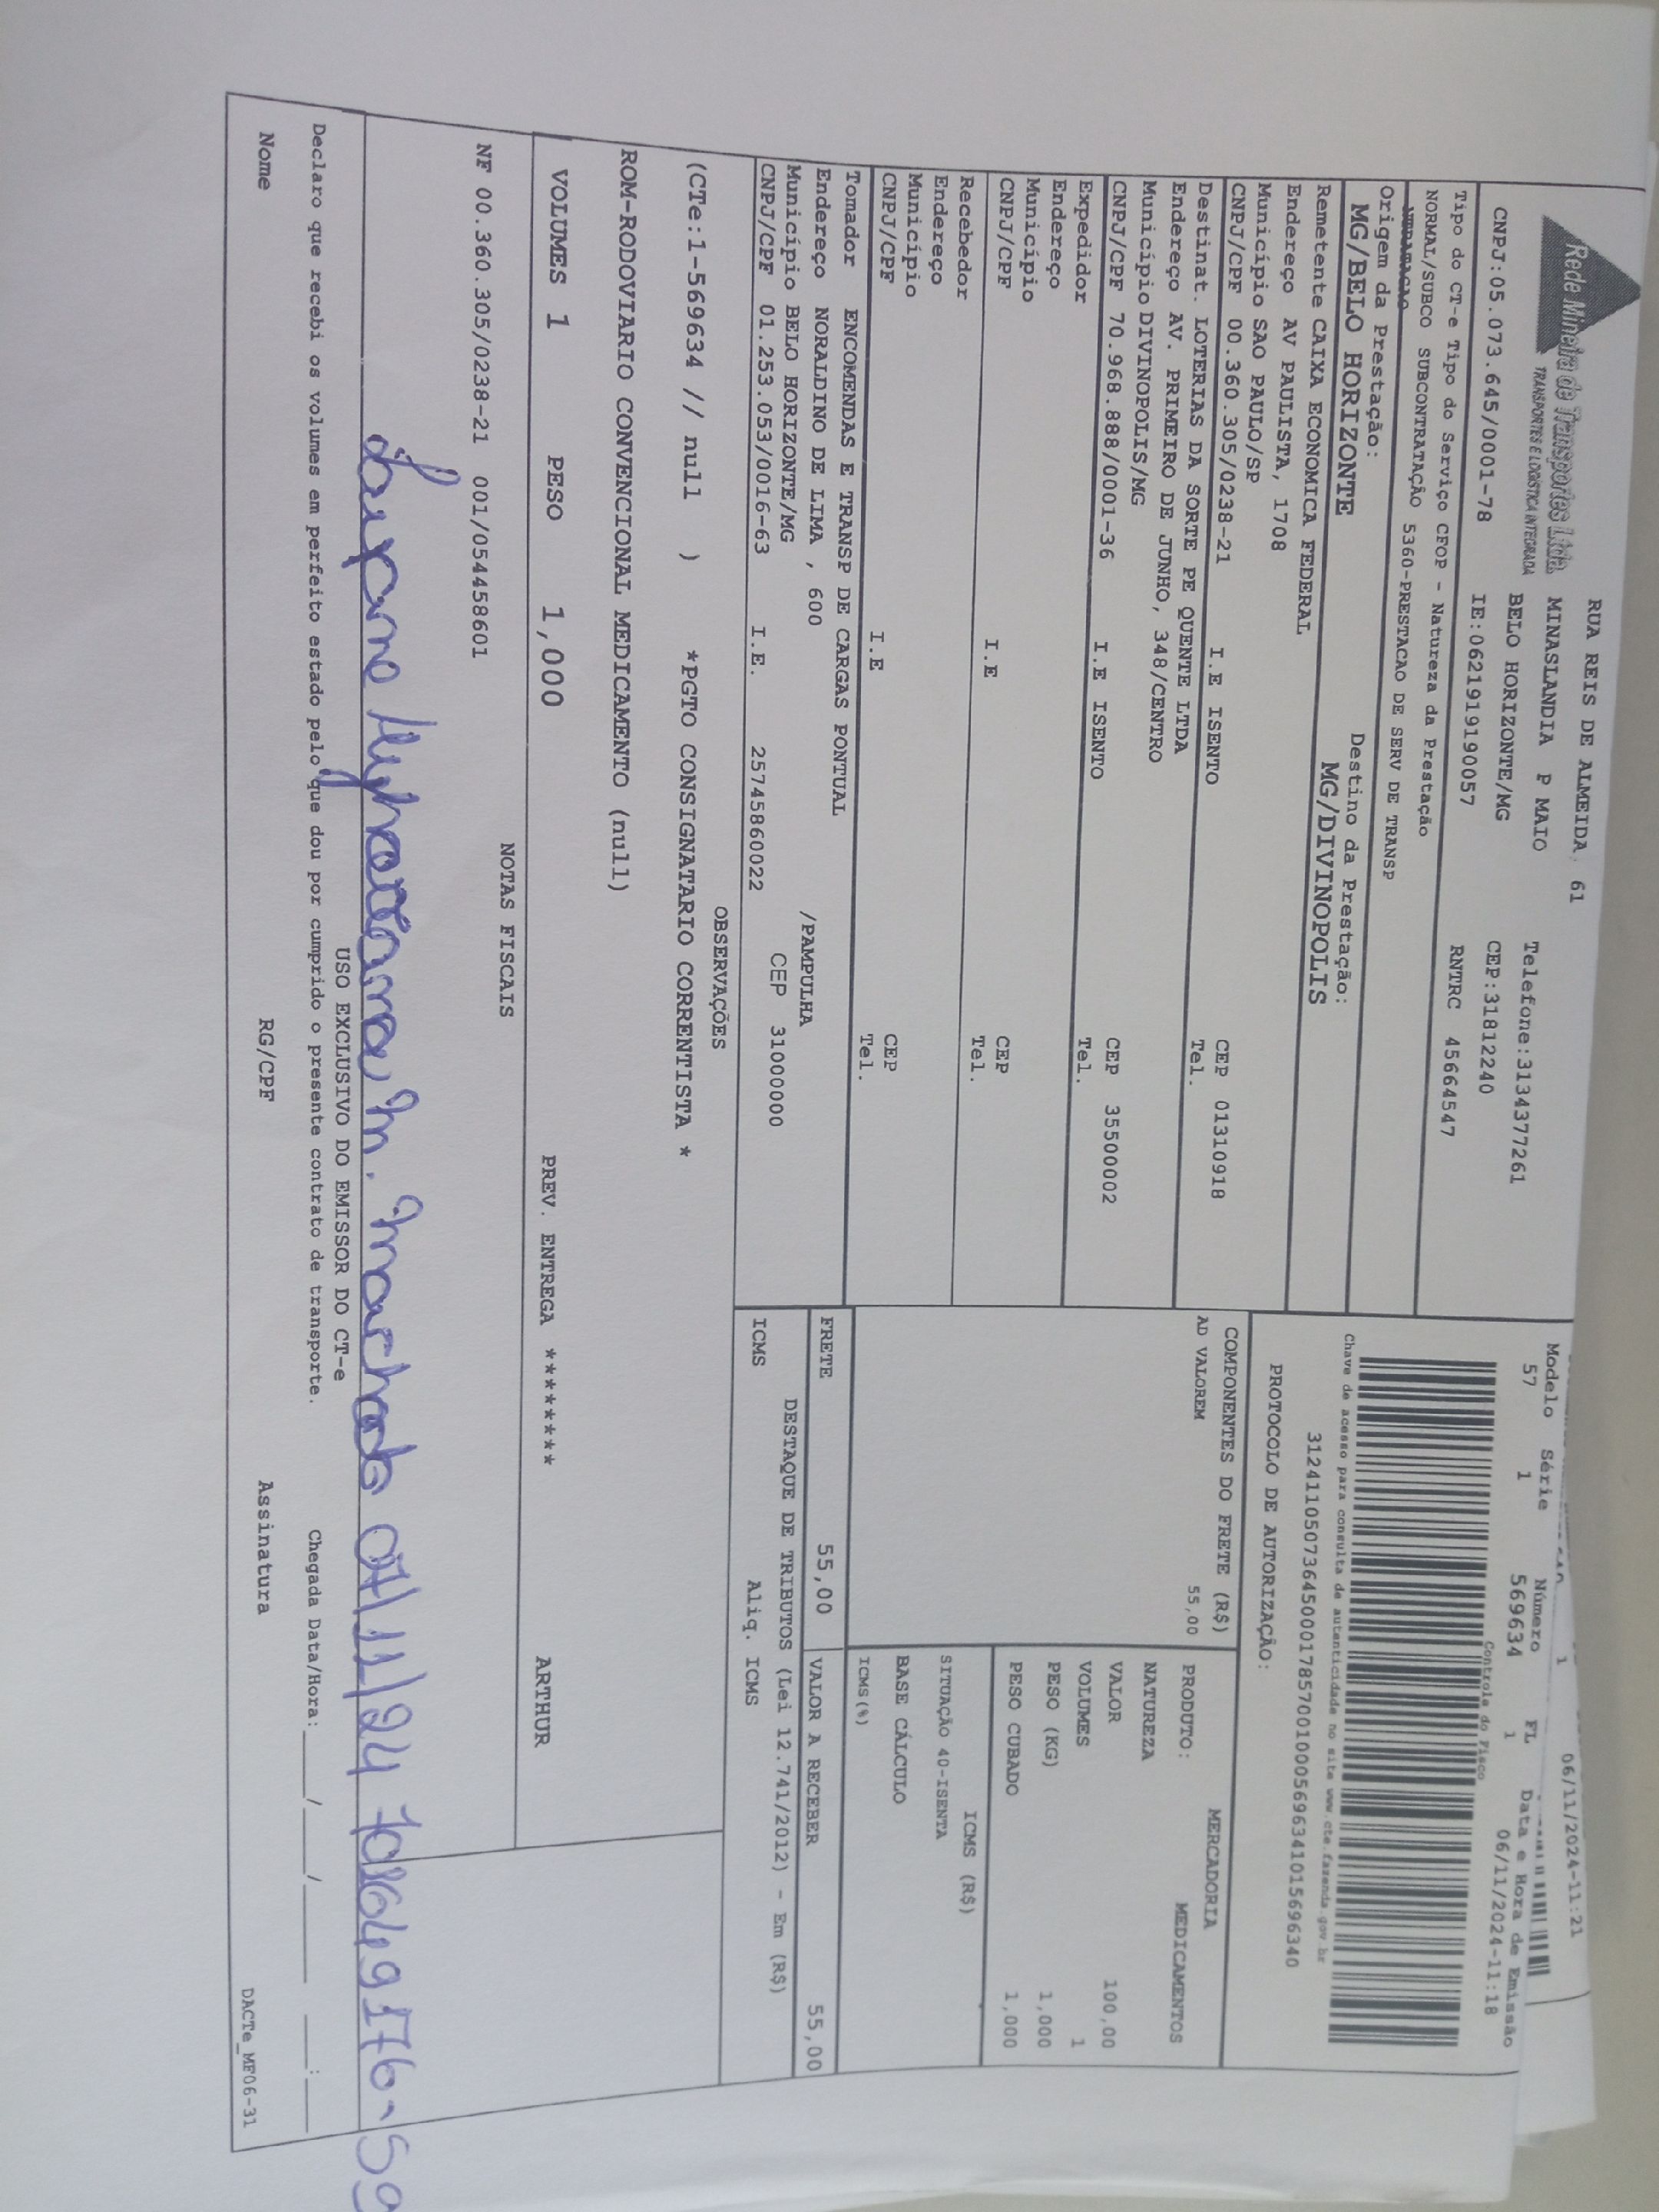 1 06/11/2024-11:21
Rede Mineira de Transportes Ltda.
TRANSPORTES E LOGÍSTICA INTEGRADA
RUA REIS DE ALMEIDA, 61
MINASLANDIA P MAIO
BELO HORIZONTE/MG
Telefone:3134377261
CEP:31812240
CNPJ:05.073.645/0001-78 IE:0621919190057 RNTRC 45664547
Modelo Série Número FL Data e Hora de Emissão
57 1 569634 1 06/11/2024-11:18
Controle do Fisco
Tipo do CT-e Tipo do Serviço CFOP - Natureza da Prestação
NORMAL/SUBCO SUBCONTRATAÇÃO 5360-PRESTACAO DE SERV DE TRANSP
NTRATAÇÃO
Chave de acesso para consulta de autenticidade no site www.cte.fazenda.gov.br
31241105073645000178570010005696341015696340
Origem da Prestação: Destino da Prestação:
MG/BELO HORIZONTE MG/DIVINOPOLIS
PROTOCOLO DE AUTORIZAÇÃO:
Remetente CAIXA ECONOMICA FEDERAL
Endereço AV PAULISTA, 1708
Município SAO PAULO/SP CEP 01310918
CNPJ/CPF 00.360.305/0238-21 I.E ISENTO Tel.
Destinat. LOTERIAS DA SORTE PE QUENTE LTDA
Endereço AV. PRIMEIRO DE JUNHO, 348/CENTRO
Município DIVINOPOLIS/MG CEP 35500002
CNPJ/CPF 70.968.888/0001-36 I.E ISENTO Tel.
Expedidor
Endereço
Município CEP
CNPJ/CPF I.E Tel.
Recebedor
Endereço
Município CEP
CNPJ/CPF I.E Tel.
Tomador ENCOMENDAS E TRANSP DE CARGAS PONTUAL
Endereço NORALDINO DE LIMA , 600 /PAMPULHA
Município BELO HORIZONTE/MG CEP 31000000
CNPJ/CPF 01.253.053/0016-63 I.E. 25745860022
COMPONENTES DO FRETE (R$)
AD VALOREM 55,00
MERCADORIA
PRODUTO: MEDICAMENTOS
NATUREZA
VALOR 100,00
VOLUMES 1
PESO (KG) 1,000
PESO CUBADO 1,000
ICMS (R$)
SITUAÇÃO 40-ISENTA
BASE CÁLCULO
ICMS(%)
FRETE 55,00 VALOR A RECEBER 55,00
DESTAQUE DE TRIBUTOS (Lei 12.741/2012) - Em (R$)
ICMS Aliq. ICMS
OBSERVAÇÕES
(CTe:1-569634 // null ) *PGTO CONSIGNATARIO CORRENTISTA *
ROM-RODOVIARIO CONVENCIONAL MEDICAMENTO (null)
VOLUMES 1 PESO 1,000 PREV. ENTREGA ******** ARTHUR
NOTAS FISCAIS
NF 00.360.305/0238-21 001/054458601
m. machado 07/11/24
USO EXCLUSIVO DO EMISSOR DO CT-e
Declaro que recebi os volumes em perfeito estado pelo que dou por cumprido o presente contrato de transporte. Chegada Data/Hora:___/___/_____ __:__
Nome RG/CPF Assinatura
DACTe_MF06-31